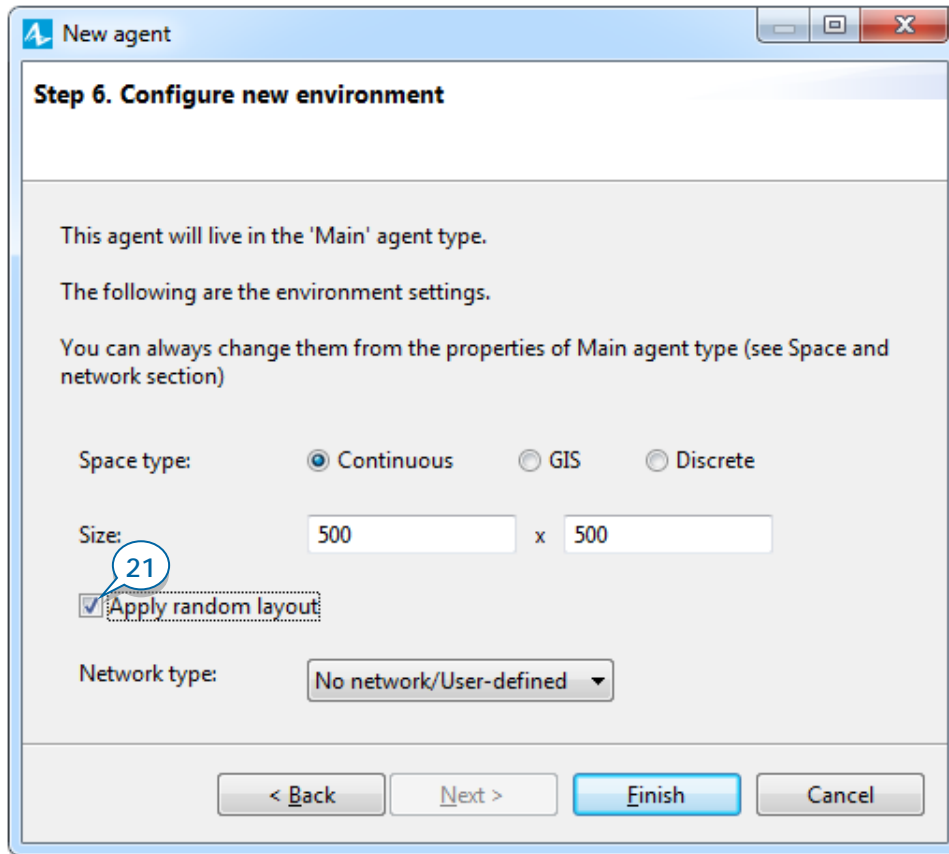 New agent
Step 6. Configure new environment
This agent will live in the 'Main' agent type.
The following are the environment settings.
You can always change them from the properties of Main agent type (see Space and
network section)
Space type: Continuous GIS Discrete
Size: 500 x 500
21
Apply random layout
Network type: No network/User-defined
< Back Next > Finish Cancel